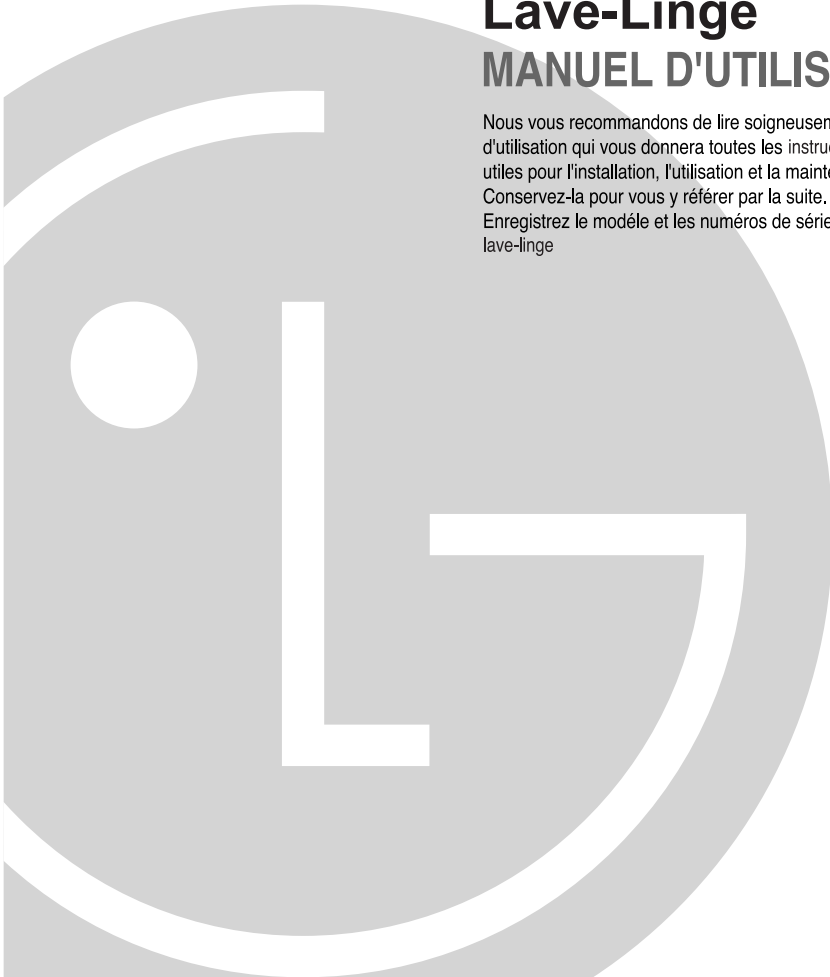 Lave-Linge
MANUEL D'UTILIS
Nous vous recommandons de lire soigneusem
d'utilisation qui vous donnera toutes les instruc
utiles pour l'installation, l'utilisation et la mainte
Conservez-la pour vous y référer par la suite.
Enregistrez le modéle et les numéros de série
lave-linge
LG